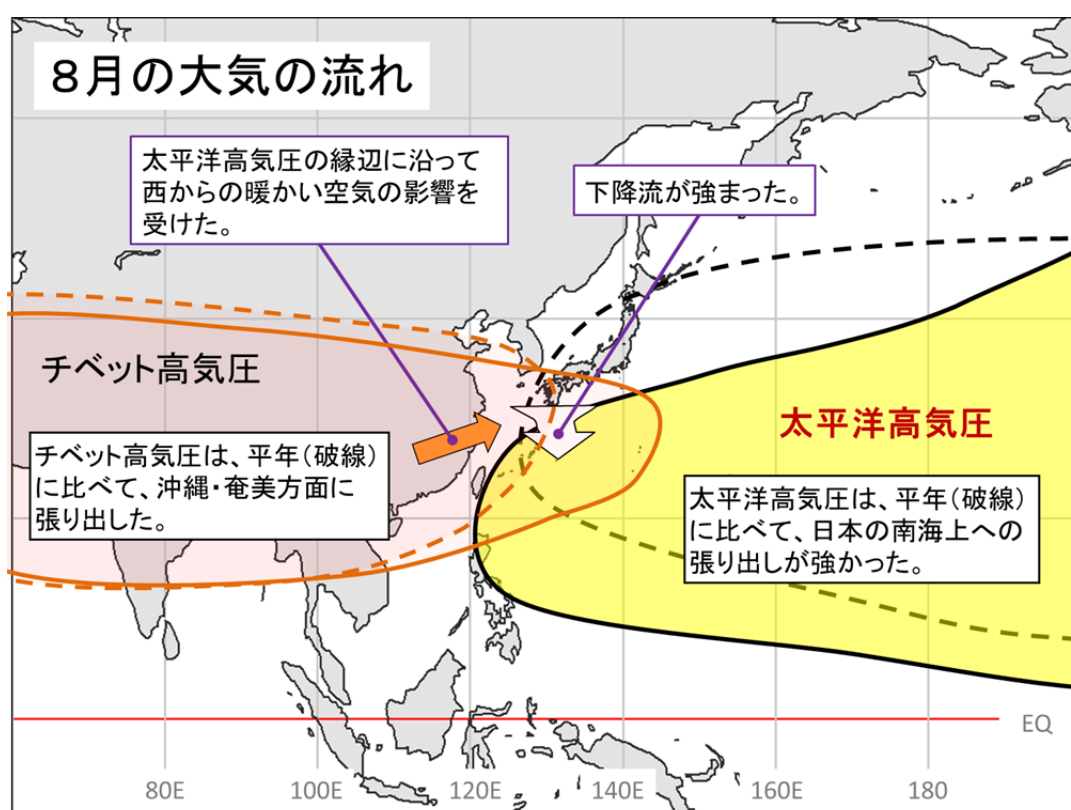 8月の大気の流れ
太平洋高気圧の縁辺に沿って
西からの暖かい空気の影響を
受けた。
下降流が強まった。
チベット高気圧
チベット高気圧は、平年（破線）
に比べて、沖縄・奄美方面に
張り出した。
太平洋高気圧
太平洋高気圧は、平年（破線）
に比べて、日本の南海上への
張り出しが強かった。
EQ
80E
100E
120E
140E
160E
180